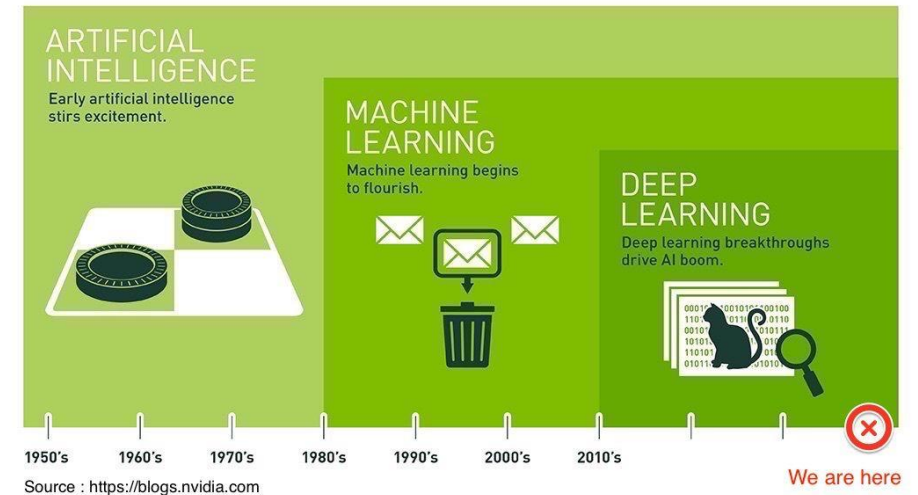 ARTIFICIAL
INTELLIGENCE
Early artificial intelligence
stirs excitement.
MACHINE
LEARNING
Machine learning begins
to flourish.
DEEP
LEARNING
Deep learning breakthroughs
drive AI boom.
1950's 1960's 1970's 1980's 1990's 2000's 2010's
We are here
Source : https://blogs.nvidia.com